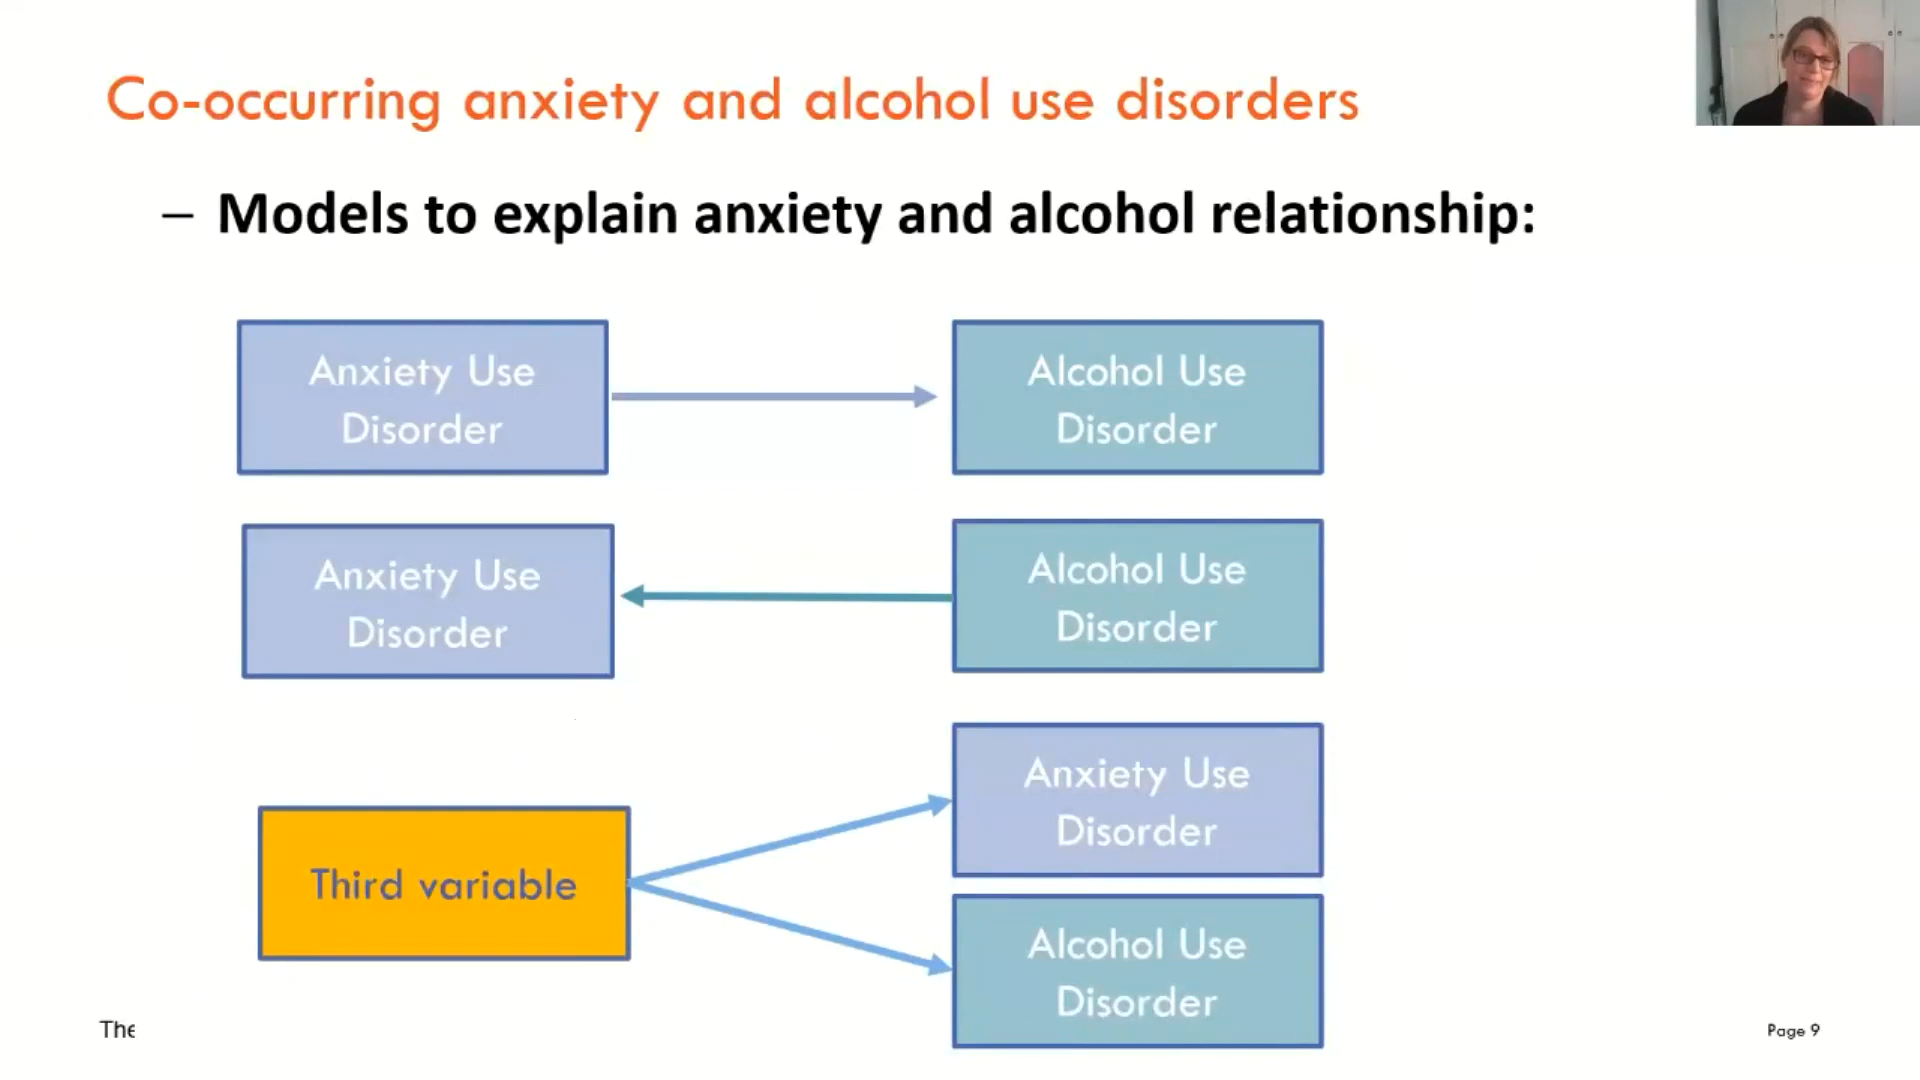 Co-occurring anxiety and alcohol use disorders
– Models to explain anxiety and alcohol relationship:
Anxiety Use
Disorder
Alcohol Use
Disorder
Anxiety Use
Disorder
Alcohol Use
Disorder
Third variable
Anxiety Use
Disorder
Alcohol Use
Disorder
The
Page 9